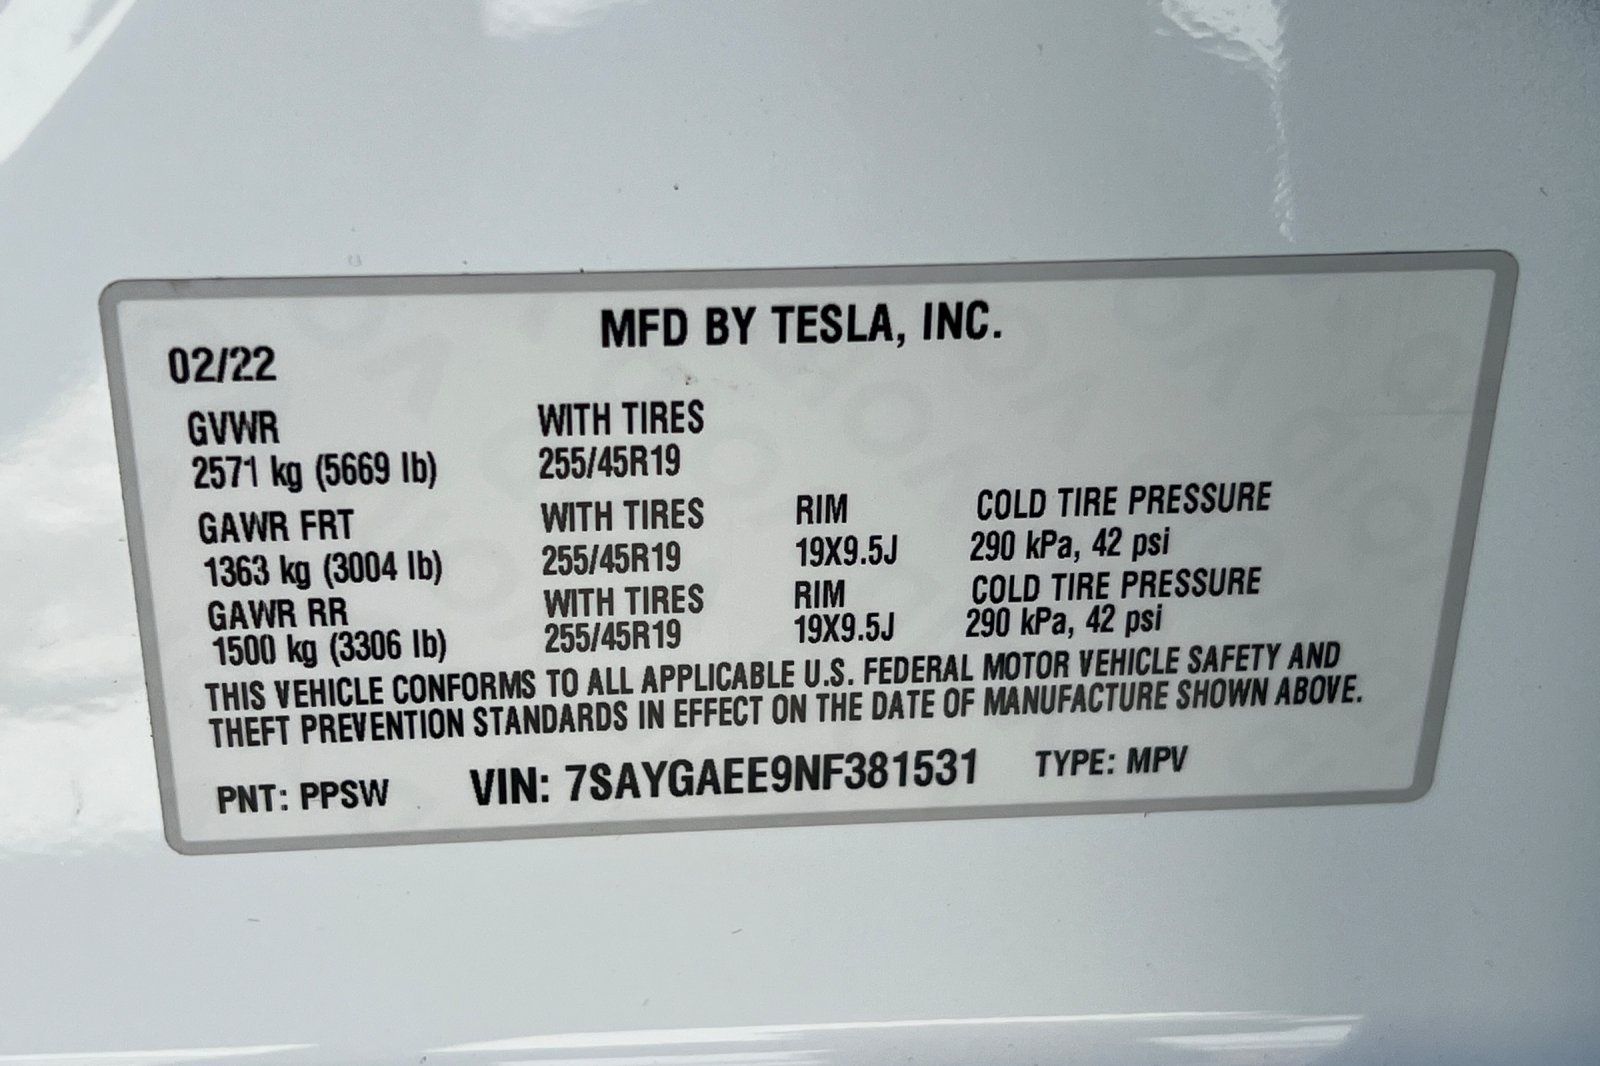 MFD BY TESLA, INC.
02/22
GVWR WITH TIRES
2571 kg (5669 lb) 255/45R19
GAWR FRT WITH TIRES RIM COLD TIRE PRESSURE
1363 kg (3004 lb) 255/45R19 19X9.5J 290 kPa, 42 psi
GAWR RR WITH TIRES RIM COLD TIRE PRESSURE
1500 kg (3306 lb) 255/45R19 19X9.5J 290 kPa, 42 psi
THIS VEHICLE CONFORMS TO ALL APPLICABLE U.S. FEDERAL MOTOR VEHICLE SAFETY AND
THEFT PREVENTION STANDARDS IN EFFECT ON THE DATE OF MANUFACTURE SHOWN ABOVE.
PNT: PPSW VIN: 7SAYGAEE9NF381531 TYPE: MPV